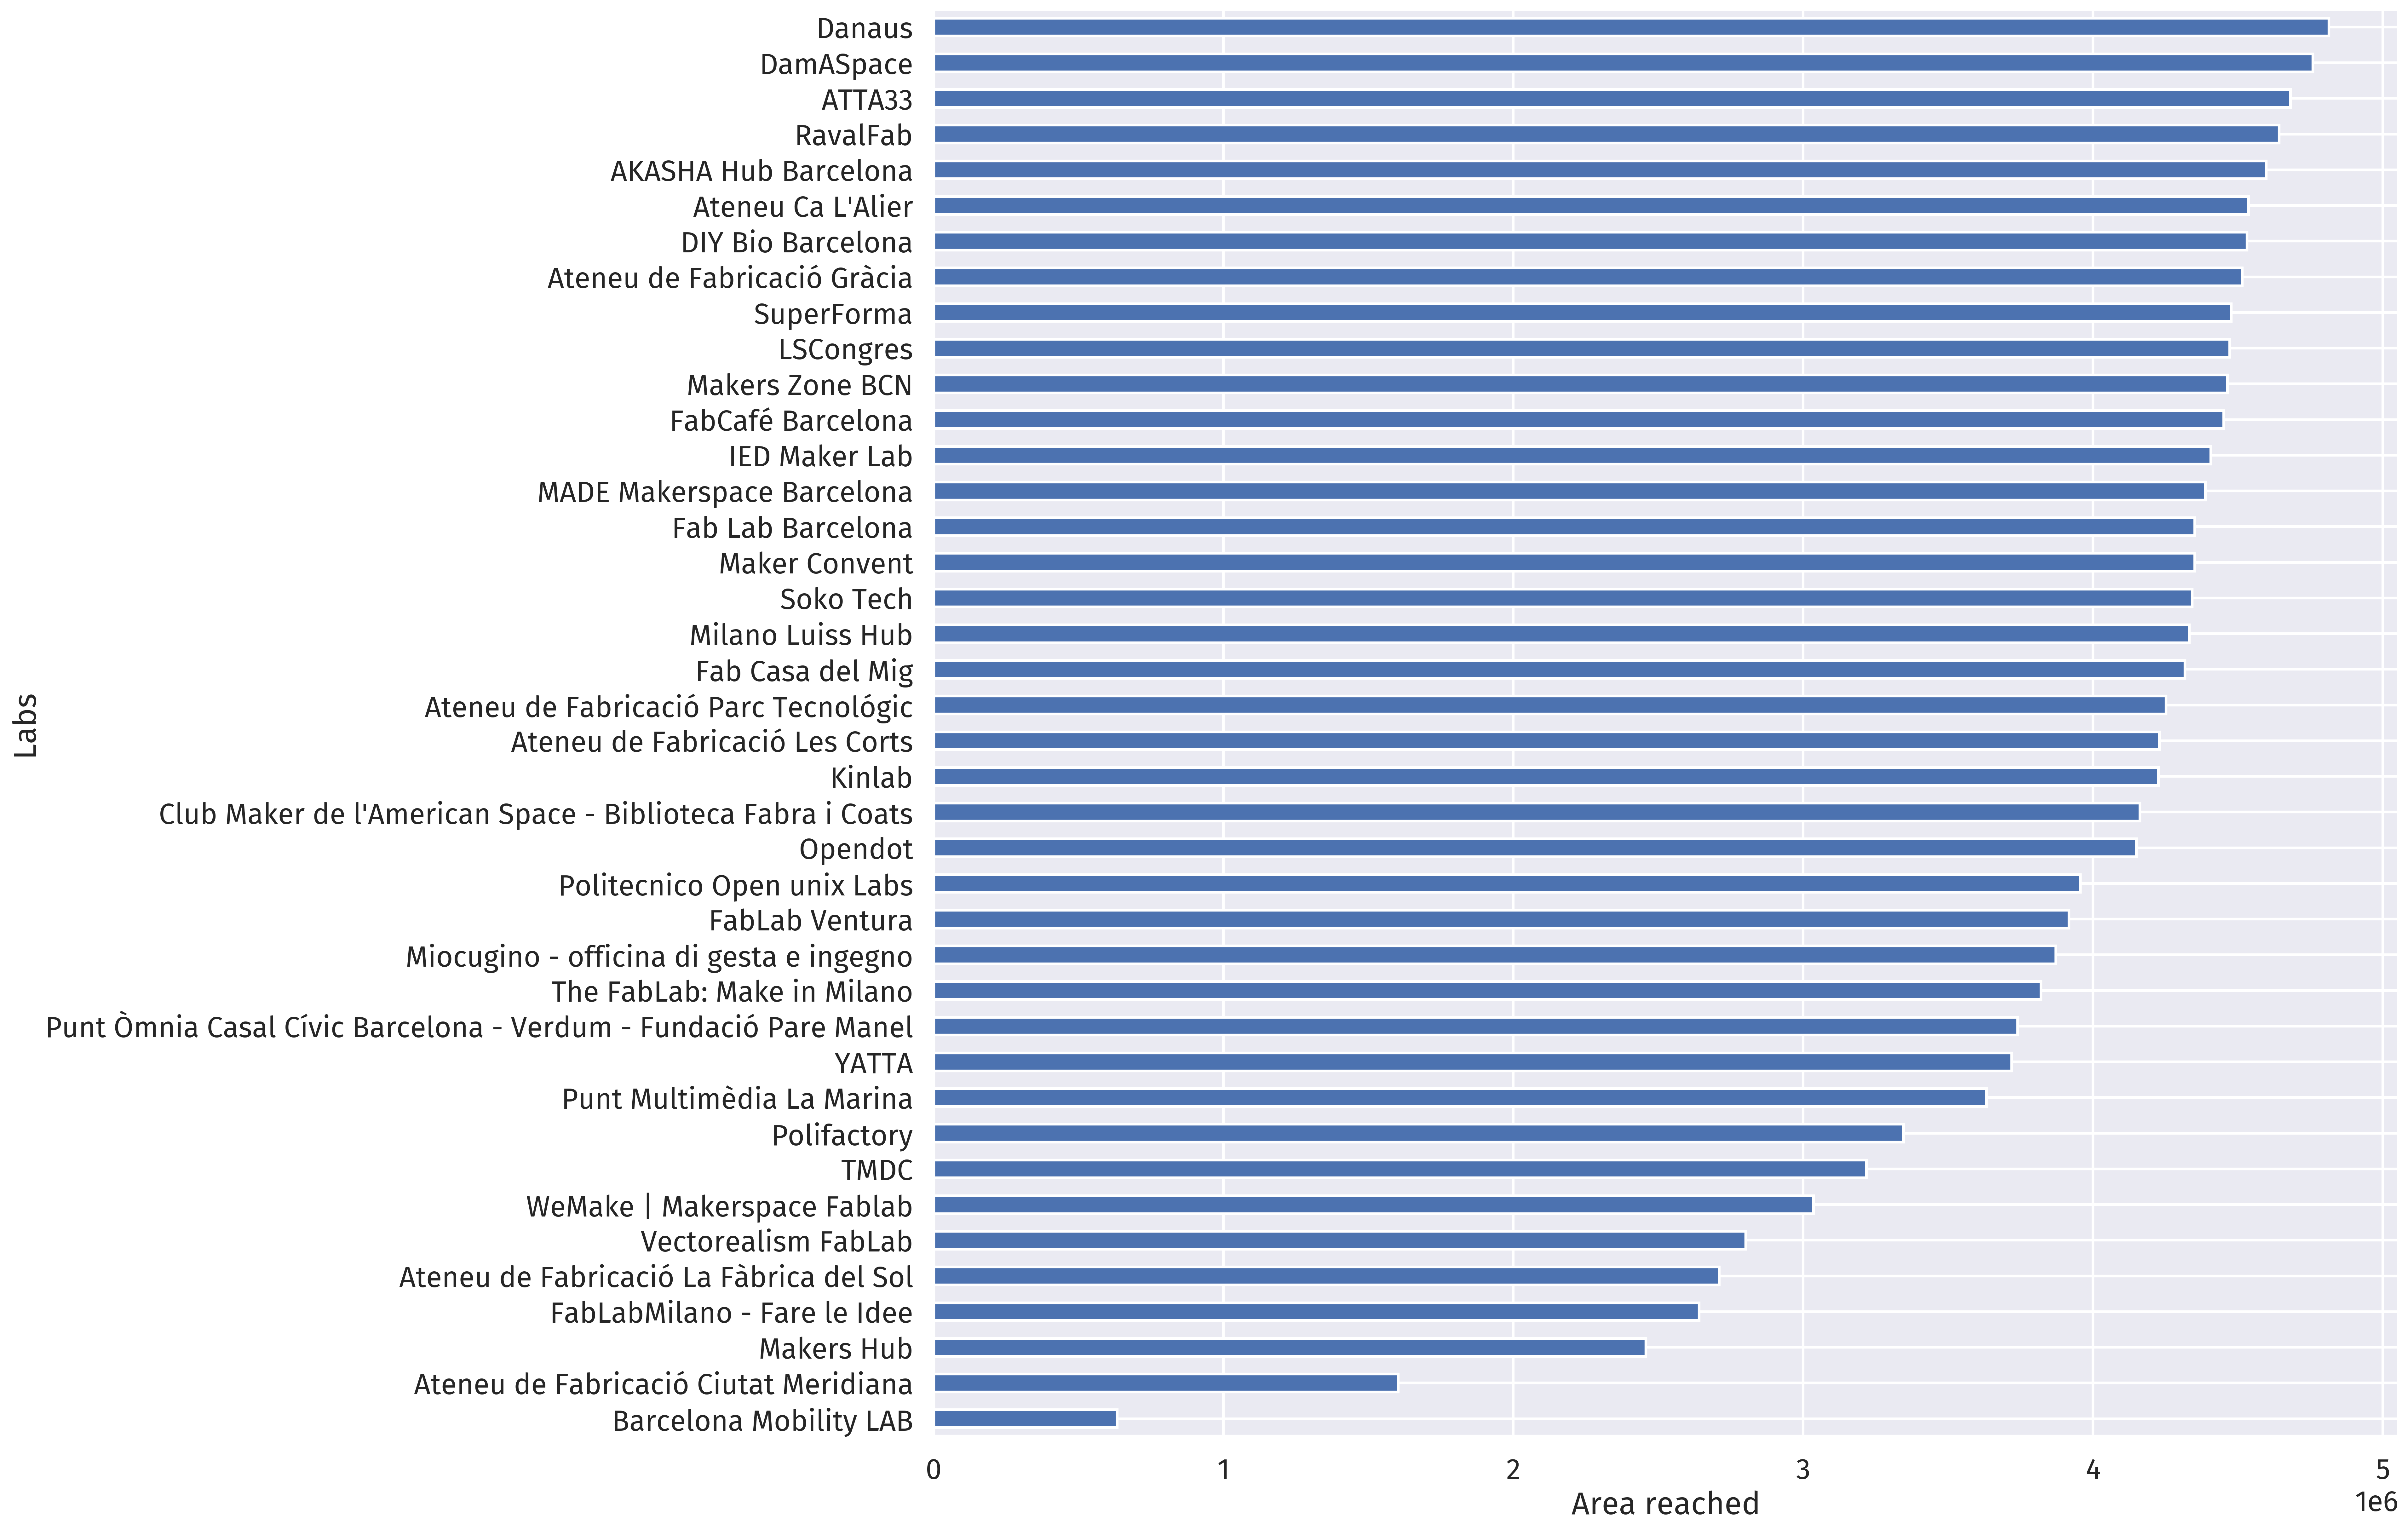 Danaus
DamASpace
ATTA33
RavalFab
AKASHA Hub Barcelona
Ateneu Ca L'Alier
DIY Bio Barcelona
Ateneu de Fabricació Gràcia
SuperForma
LSCongres
Makers Zone BCN
FabCafé Barcelona
IED Maker Lab
MADE Makerspace Barcelona
Fab Lab Barcelona
Maker Convent
Soko Tech
Milano Luiss Hub
Fab Casa del Mig
Ateneu de Fabricació Parc Tecnológic
Ateneu de Fabricació Les Corts
Kinlab
Club Maker de l'American Space - Biblioteca Fabra i Coats
Opendot
Politecnico Open unix Labs
FabLab Ventura
Miocugino - officina di gesta e ingegno
The FabLab: Make in Milano
Punt Òmnia Casal Cívic Barcelona - Verdum - Fundació Pare Manel
YATTA
Punt Multimèdia La Marina
Polifactory
TMDC
WeMake | Makerspace Fablab
Vectorealism FabLab
Ateneu de Fabricació La Fàbrica del Sol
FabLabMilano - Fare le Idee
Makers Hub
Ateneu de Fabricació Ciutat Meridiana
Barcelona Mobility LAB
Labs
0 1 2 3 4 5
Area reached
1e6